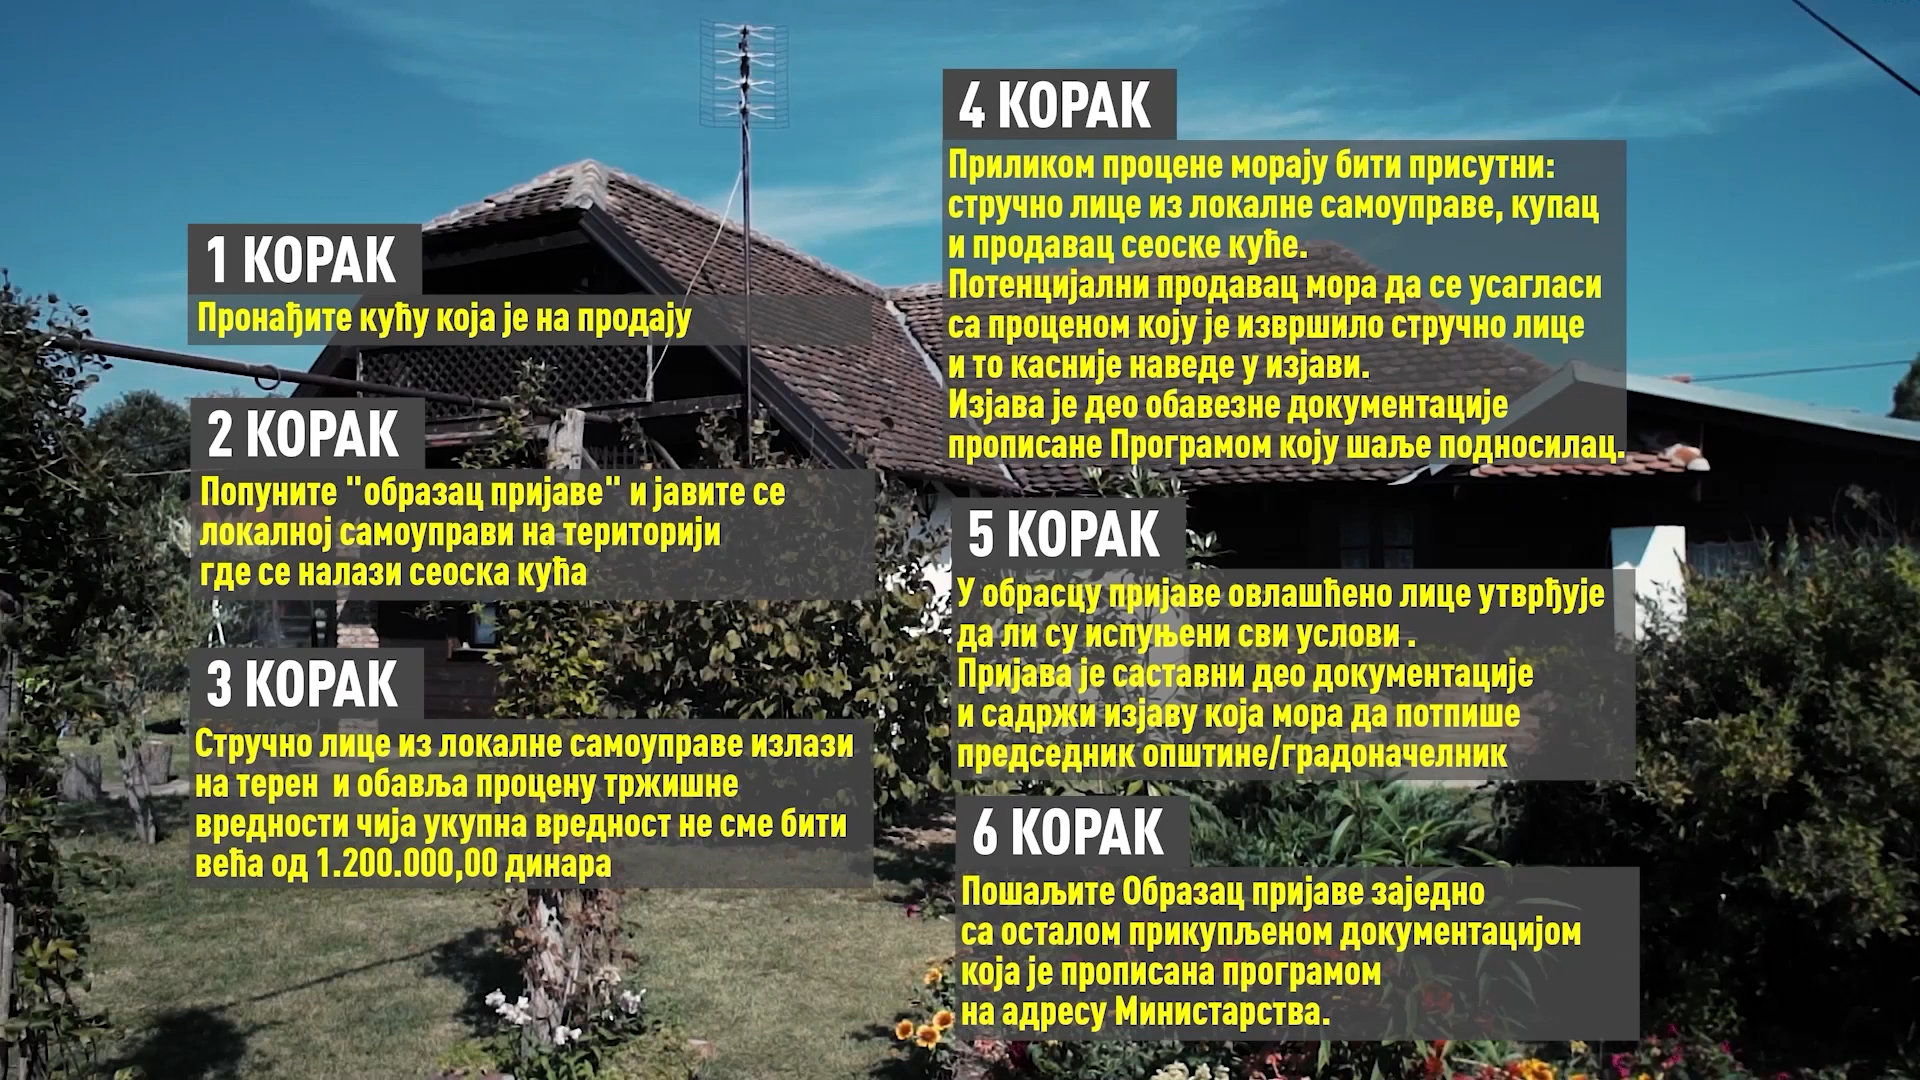 1 КОРАК
Пронађите кућу која је на продају
2 КОРАК
Попуните "образац пријаве" и јавите се
локалној самоуправи на територији
где се налази сеоска кућа
3 КОРАК
Стручно лице из локалне самоуправе излази
на терен и обавља процену тржишне
вредности чија укупна вредност не сме бити
већа од 1.200.000,00 динара
4 КОРАК
Приликом процене морају бити присутни:
стручно лице из локалне самоуправе, купац
и продавац сеоске куће.
Потенцијални продавац мора да се усагласи
са проценом коју је извршило стручно лице
и то касније наведе у изјави.
Изјава је део обавезне документације
прописане Програмом коју шаље подносилац.
5 КОРАК
У обрасцу пријаве овлашћено лице утврђује
да ли су испуњени сви услови .
Пријава је саставни део документације
и садржи изјаву која мора да потпише
председник општине/градоначелник
6 КОРАК
Пошаљите Образац пријаве заједно
са осталом прикупљеном документацијом
која је прописана програмом
на адресу Министарства.